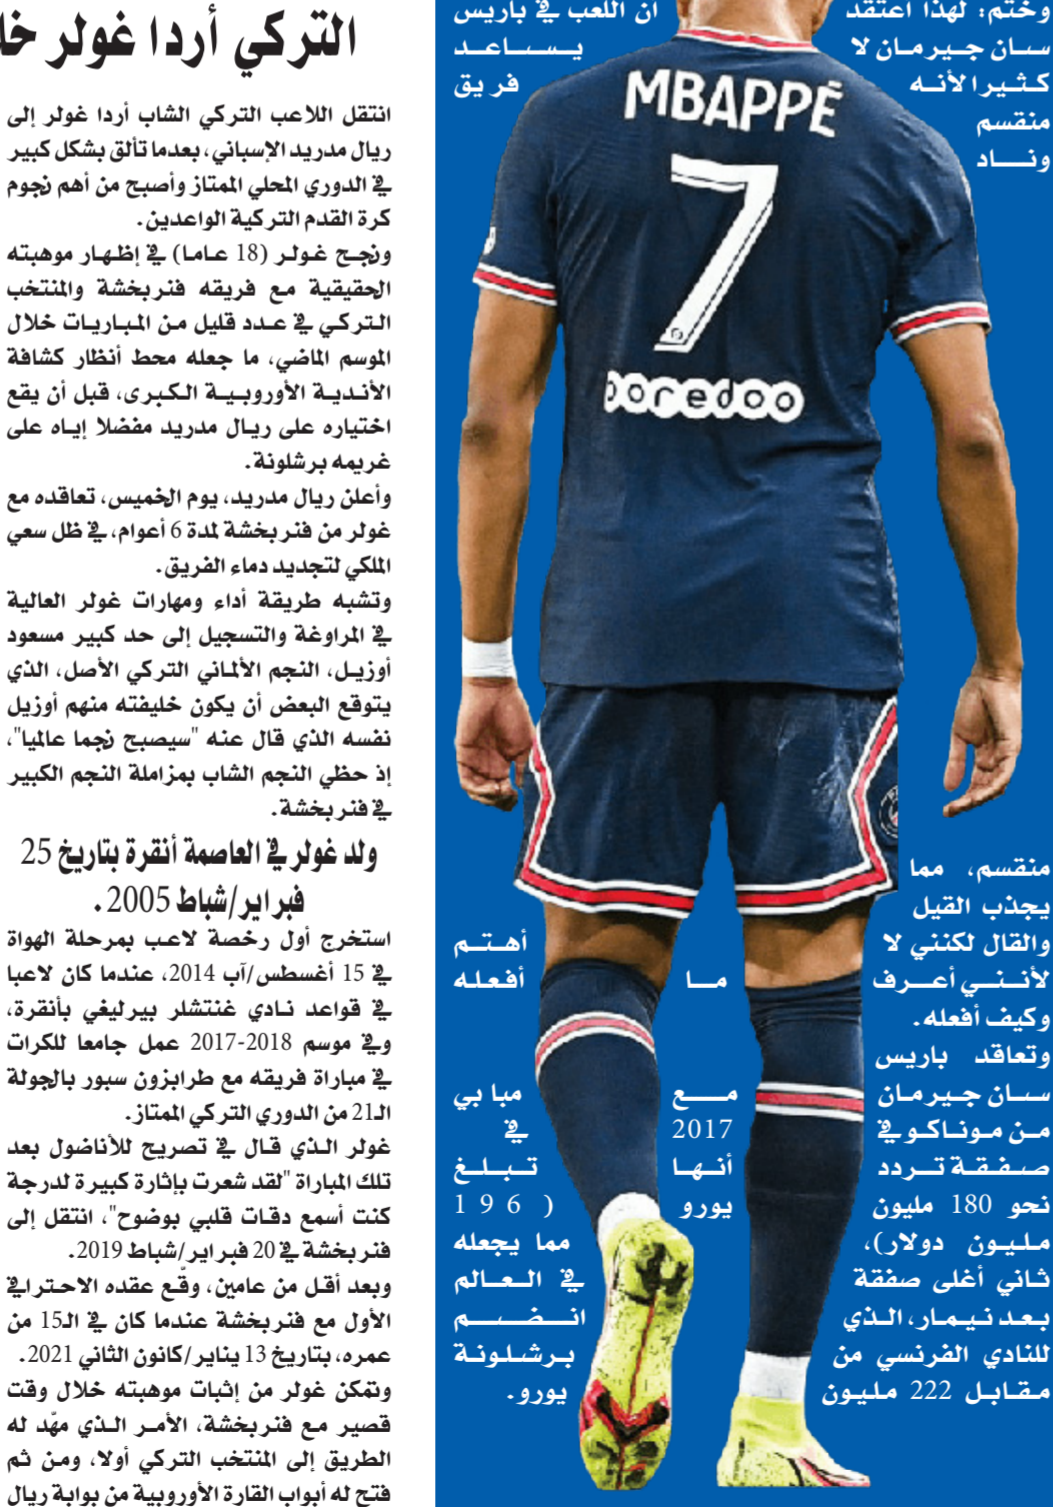 وختم: لهذا اعتقد ان اللعب في باريس
سان جيرمان لا يساعد
كثيرا لأنه فريق
منقسم
وناد
MBAPPÉ
7
ooredoo
منقسم، مما
يجذب القيل
والقال لكنني لا أهتم
لأنني أعرف ما أفعله
وكيف أفعله.
وتعاقد باريس
سان جيرمان مع مبابي
من موناكو في 2017 في
صفقة تردد أنها تبلغ
نحو 180 مليون يورو (196
مليون دولار)، مما يجعله
ثاني أغلى صفقة في العالم
بعد نيمار، الذي انضم
للنادي الفرنسي من برشلونة
مقابل 222 مليون يورو.
التركي أردا غولر
انتقل اللاعب التركي الشاب أردا غولر إلى
ريال مدريد الإسباني، بعدما تألق بشكل كبير
في الدوري المحلي الممتاز وأصبح من أهم نجوم
كرة القدم التركية الواعدين.
ونجح غولر (18 عاما) في إظهار موهبته
الحقيقية مع فريقه فنربخشة والمنتخب
التركي في عدد قليل من المباريات خلال
الموسم الماضي، ما جعله محط أنظار كشافة
الأندية الأوروبية الكبرى، قبل أن يقع
اختياره على ريال مدريد مفضلا إياه على
غريمه برشلونة.
وأعلن ريال مدريد، يوم الخميس، تعاقده مع
غولر من فنربخشة لمدة 6 أعوام، في ظل سعي
الملكي لتجديد دماء الفريق.
وتشبه طريقة أداء ومهارات غولر العالية
في المراوغة والتسجيل إلى حد كبير مسعود
أوزيل، النجم الألماني التركي الأصل، الذي
يتوقع البعض أن يكون خليفته منهم أوزيل
نفسه الذي قال عنه "سيصبح نجما عالميا"،
إذ حظي النجم الشاب بمزاملة النجم الكبير
في فنربخشة.
ولد غولر في العاصمة أنقرة بتاريخ 25
فبراير/شباط 2005.
استخرج أول رخصة لاعب بمرحلة الهواة
في 15 أغسطس/آب 2014، عندما كان لاعبا
في قواعد نادي غنتشلر بيرليغي بأنقرة،
وفي موسم 2018-2017 عمل جامعا للكرات
في مباراة فريقه مع طرابزون سبور بالجولة
الـ21 من الدوري التركي الممتاز.
غولر الذي قال في تصريح للأناضول بعد
تلك المباراة "لقد شعرت بإثارة كبيرة لدرجة
كنت أسمع دقات قلبي بوضوح"، انتقل إلى
فنربخشة في 20 فبراير/شباط 2019.
وبعد أقل من عامين، وقّع عقده الاحترافي
الأول مع فنربخشة عندما كان في الـ15 من
عمره، بتاريخ 13 يناير/كانون الثاني 2021.
وتمكن غولر من إثبات موهبته خلال وقت
قصير مع فنربخشة، الأمر الذي مهّد له
الطريق إلى المنتخب التركي أولا، ومن ثم
فتح له أبواب القارة الأوروبية من بوابة ريال